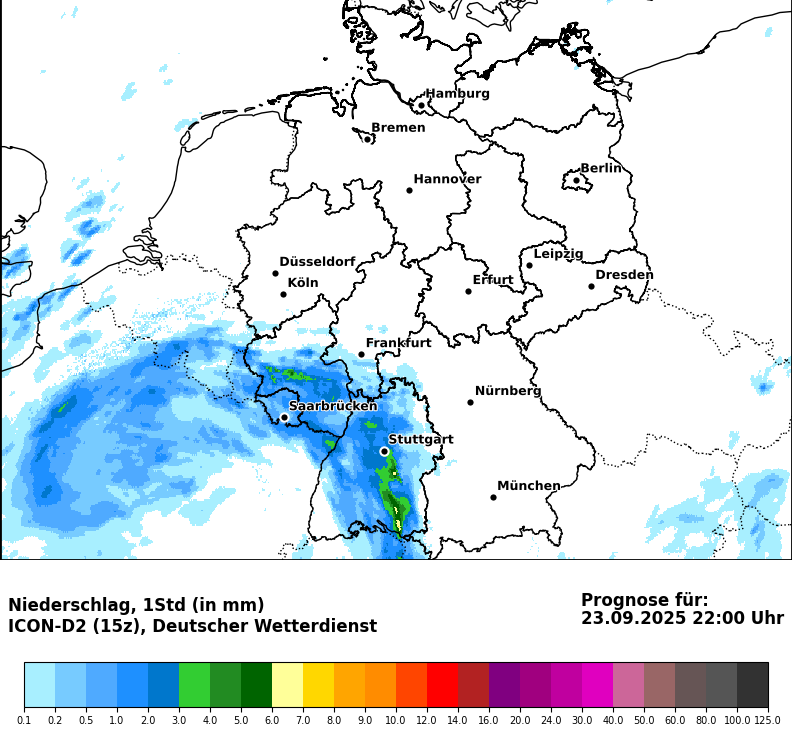 Hamburg
Bremen
Berlin
Hannover
Leipzig
Düsseldorf
Dresden
Köln
Erfurt
Frankfurt
Nürnberg
Saarbrücken
Stuttgart
München
Niederschlag, 1Std (in mm)
ICON-D2 (15z), Deutscher Wetterdienst
Prognose für:
23.09.2025 22:00 Uhr
0.1 0.2 0.5 1.0 2.0 3.0 4.0 5.0 6.0 7.0 8.0 9.0 10.0 12.0 14.0 16.0 20.0 24.0 30.0 40.0 50.0 60.0 80.0 100.0 125.0